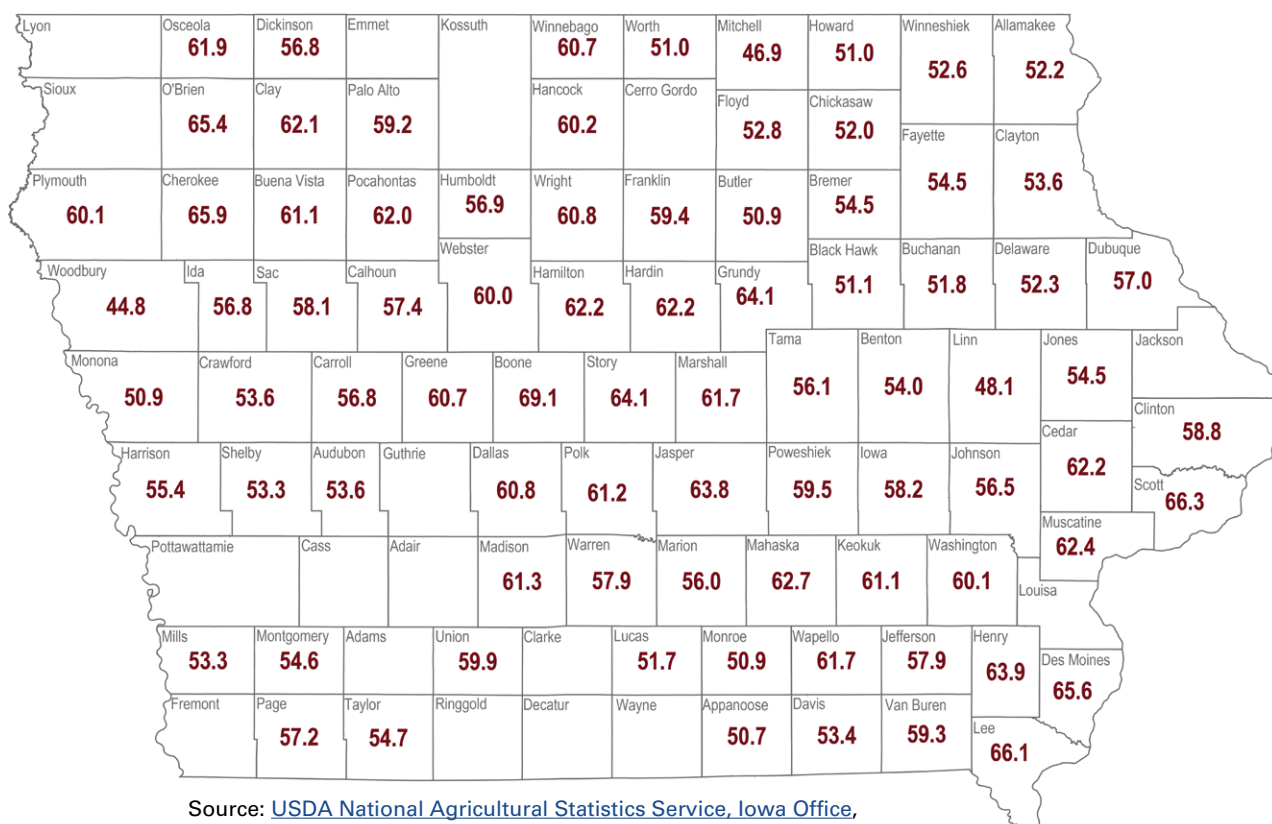 Lyon Osceola Dickinson Emmet Kossuth Winnebago Worth Mitchell Howard Winneshiek Allamakee
61.9 56.8 60.7 51.0 46.9 51.0 52.6 52.2
Sioux O'Brien Clay Palo Alto Hancock Cerro Gordo Floyd Chickasaw
65.4 62.1 59.2 60.2 52.8 52.0
Fayette Clayton
54.5 53.6
Plymouth Cherokee Buena Vista Pocahontas Humboldt Wright Franklin Butler Bremer
60.1 65.9 61.1 62.0 56.9 60.8 59.4 50.9 54.5
Webster Black Hawk Buchanan Delaware Dubuque
60.0 51.1 51.8 52.3 57.0
Woodbury Ida Sac Calhoun Hamilton Hardin Grundy
44.8 56.8 58.1 57.4 62.2 62.2 64.1
Tama Benton Linn Jones Jackson
56.1 54.0 48.1 54.5
Monona Crawford Carroll Greene Boone Story Marshall
50.9 53.6 56.8 60.7 69.1 64.1 61.7
Clinton
58.8
Cedar
62.2
Harrison Shelby Audubon Guthrie Dallas Polk Jasper Poweshiek Iowa Johnson
55.4 53.3 53.6 60.8 61.2 63.8 59.5 58.2 56.5
Scott
66.3
Muscatine
62.4
Pottawattamie Cass Adair Madison Warren Marion Mahaska Keokuk Washington
61.3 57.9 56.0 62.7 61.1 60.1
Louisa
Mills Montgomery Adams Union Clarke Lucas Monroe Wapello Jefferson Henry
53.3 54.6 59.9 51.7 50.9 61.7 57.9 63.9
Des Moines
65.6
Fremont Page Taylor Ringgold Decatur Wayne Appanoose Davis Van Buren
57.2 54.7 50.7 53.4 59.3
Lee
66.1
Source: USDA National Agricultural Statistics Service, Iowa Office,